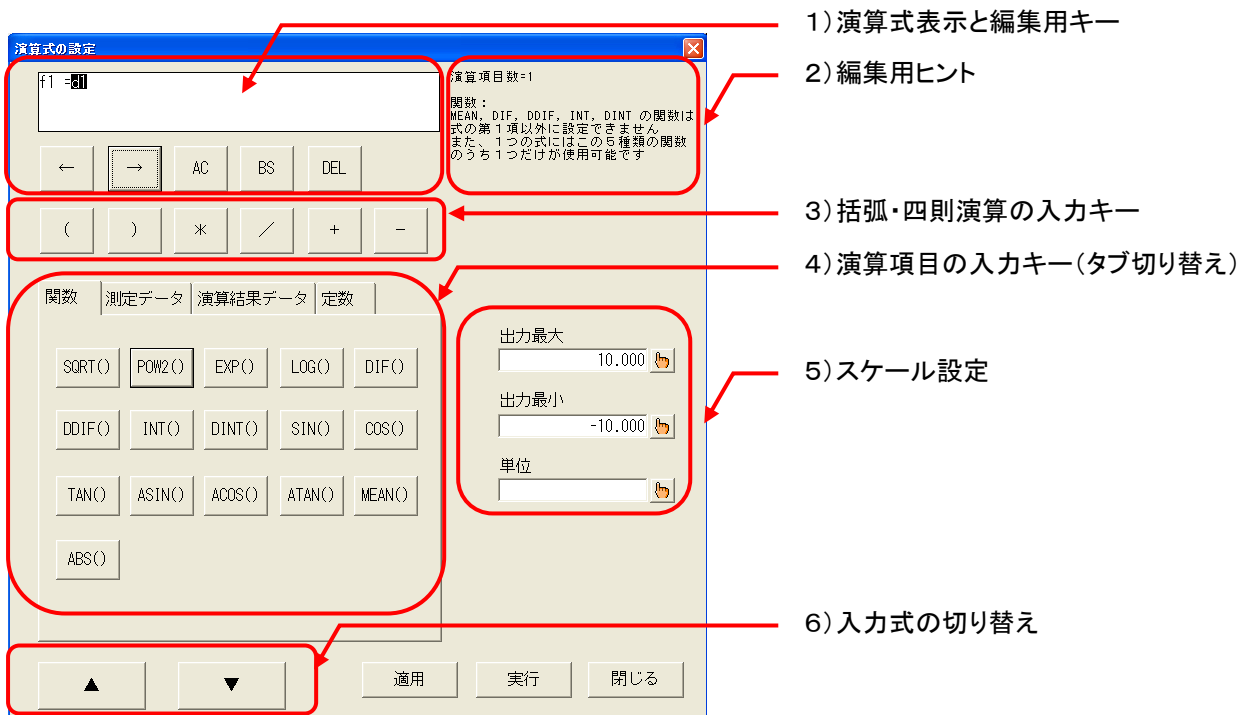 1)演算式表示と編集用キー
演算式の設定
f1 =d1
演算項目数=1
関数:
MEAN, DIF, DDIF, INT, DINT の関数は
式の第1項以外に設定できません
また、1つの式にはこの5種類の関数
のうち1つだけが使用可能です
2)編集用ヒント
← → AC BS DEL
( ) * / + -
3)括弧・四則演算の入力キー
4)演算項目の入力キー(タブ切り替え)
関数 測定データ 演算結果データ 定数
SQRT() POW2() EXP() LOG() DIF()
DDIF() INT() DINT() SIN() COS()
TAN() ASIN() ACOS() ATAN() MEAN()
ABS()
出力最大
10.000
出力最小
-10.000
単位
5)スケール設定
6)入力式の切り替え
▲ ▼ 適用 実行 閉じる